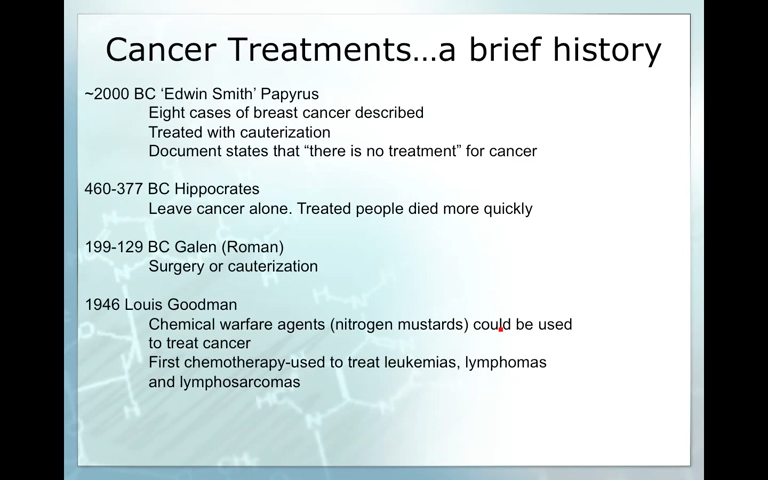 Cancer Treatments…a brief history
~2000 BC ‘Edwin Smith’ Papyrus
Eight cases of breast cancer described
Treated with cauterization
Document states that “there is no treatment” for cancer
460-377 BC Hippocrates
Leave cancer alone. Treated people died more quickly
199-129 BC Galen (Roman)
Surgery or cauterization
1946 Louis Goodman
Chemical warfare agents (nitrogen mustards) could be used
to treat cancer
First chemotherapy-used to treat leukemias, lymphomas
and lymphosarcomas